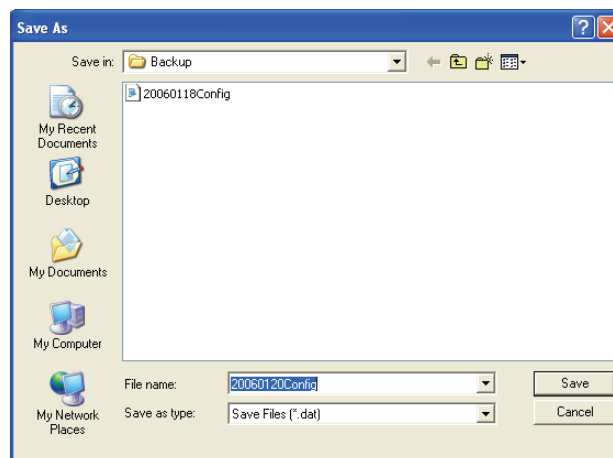 Save As
Save in:
Backup
20060118Config
My Recent
Documents
Desktop
My Documents
My Computer
My Network
Places
File name:
20060120Config
Save
Save as type:
Save Files (*.dat)
Cancel